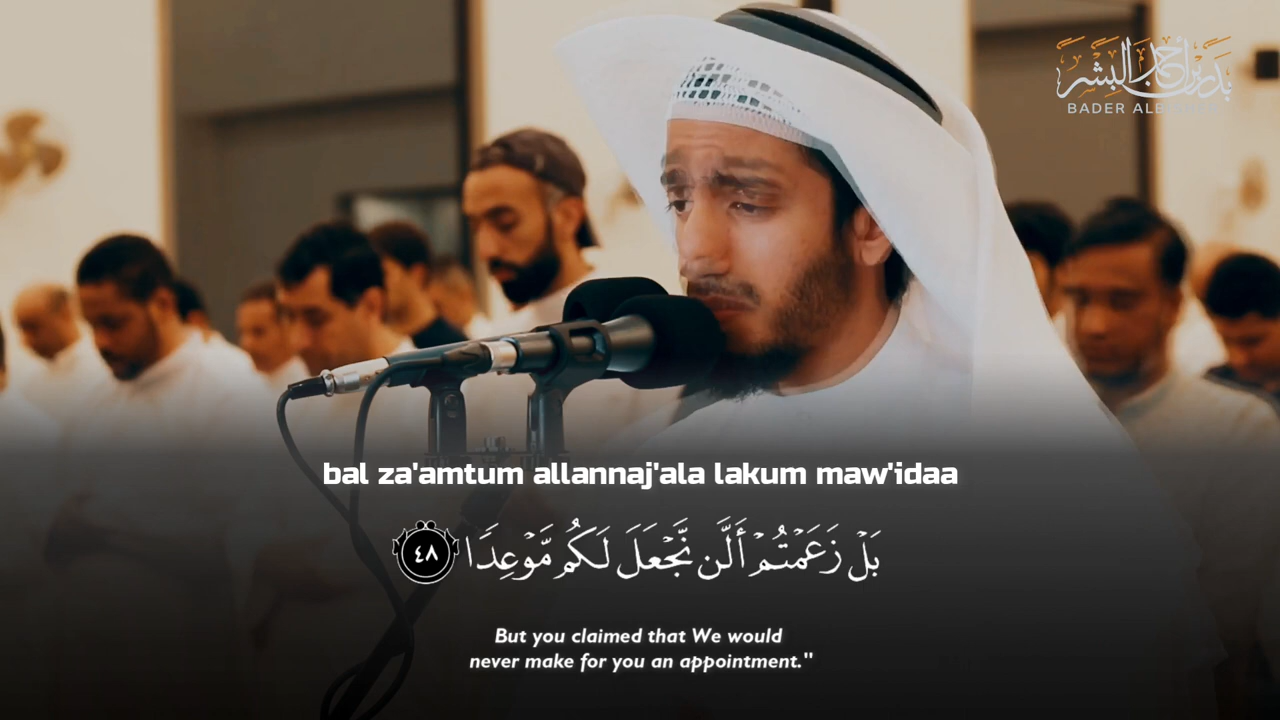 بدر بن أحمد البشر
BADER
bal za'amtum allannaj'ala lakum maw'idaa
بَلْ زَعَمْتُمْ أَلَّن نَّجْعَلَ لَكُم مَّوْعِدًا ٤٨
But you claimed that We would
never make for you an appointment."